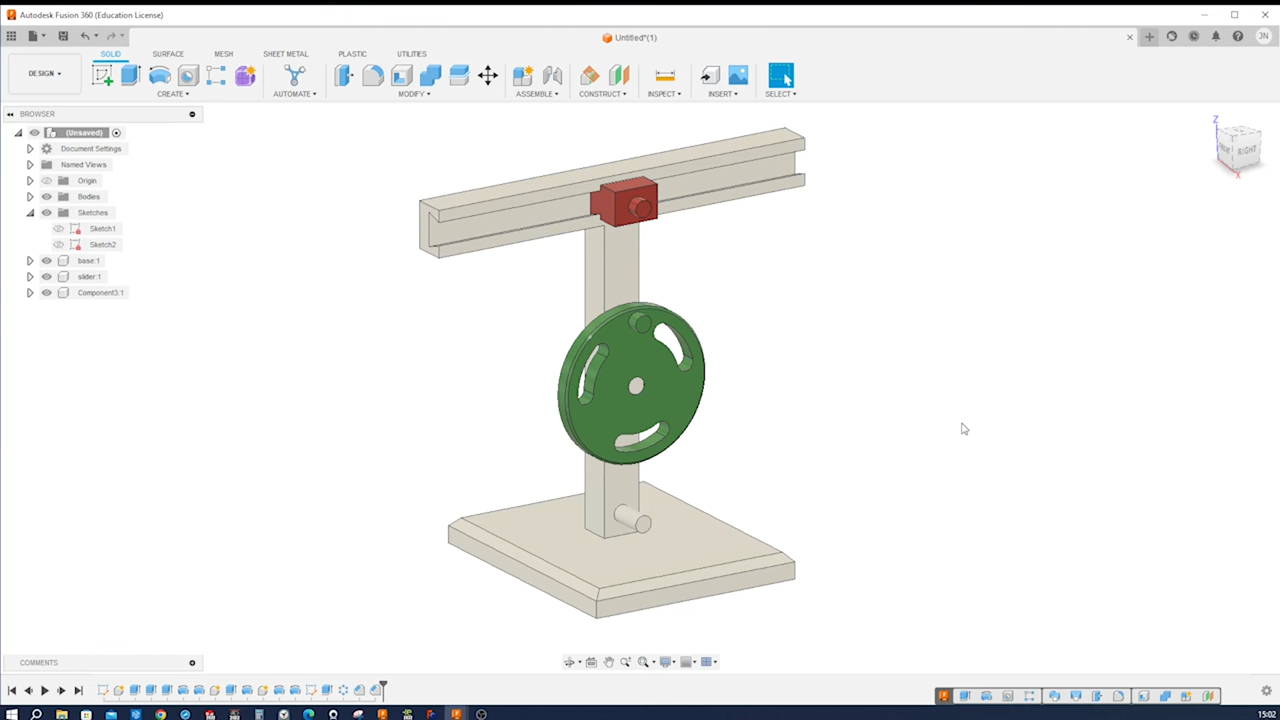 Autodesk Fusion 360 (Education License)
Untitled*(1)
JN
DESIGN
SOLID SURFACE MESH SHEET METAL PLASTIC UTILITIES
CREATE AUTOMATE MODIFY ASSEMBLE CONSTRUCT INSPECT INSERT SELECT
BROWSER
(Unsaved)
Document Settings
Named Views
Origin
Bodies
Sketches
Sketch1
Sketch2
base:1
slider:1
Component3:1
Z
RIGHT
X
COMMENTS
15:02